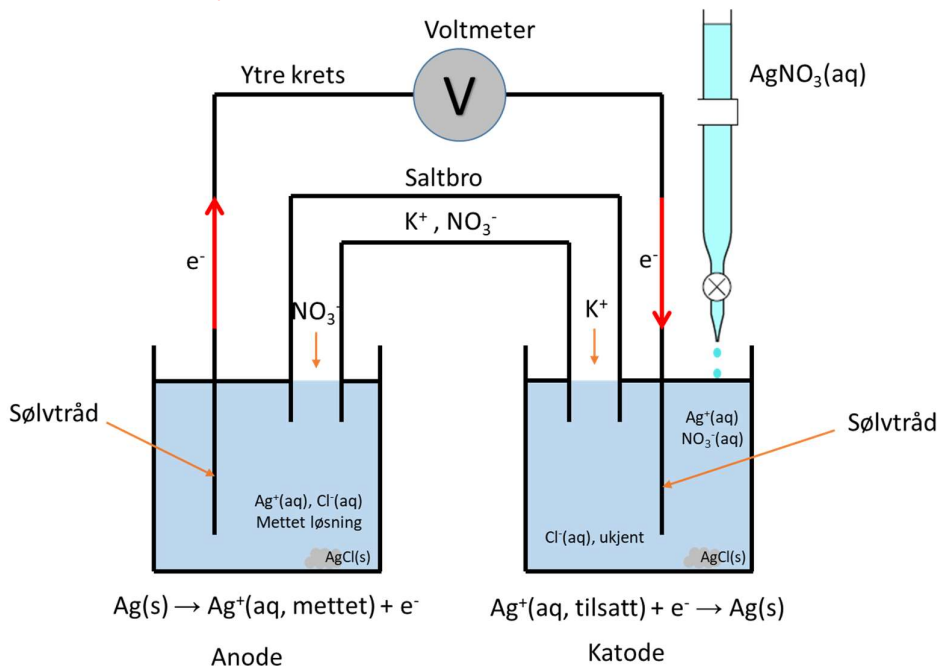 Voltmeter
Ytre krets
V
AgNO₃(aq)
Saltbro
K⁺ , NO₃⁻
e⁻
e⁻
NO₃⁻
K⁺
Sølvtråd
Sølvtråd
Ag⁺(aq)
NO₃⁻(aq)
Ag⁺(aq), Cl⁻(aq)
Mettet løsning
AgCl(s)
Cl⁻(aq), ukjent
AgCl(s)
Ag(s) → Ag⁺(aq, mettet) + e⁻
Anode
Ag⁺(aq, tilsatt) + e⁻ → Ag(s)
Katode